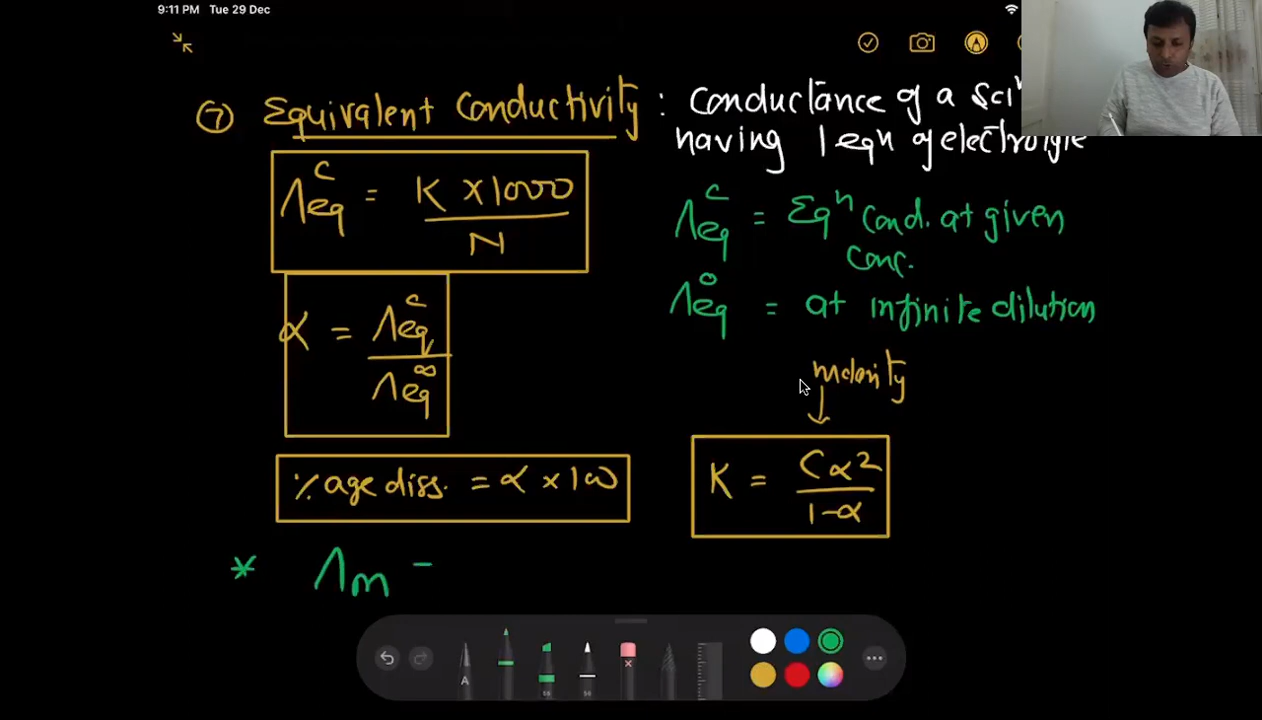 9:11 PM Tue 29 Dec
⑦ Equivalent Conductivity : Conductance of a Solⁿ
having 1 eqⁿ of electrolyte
Λeq^C = K × 1000 / N
Λeq^C = Eqⁿ Cond. at given
Conc.
Λeq^0 = at infinite dilution
α = Λeq^C / Λeq^∞
molarity
↓
%age diss. = α × 100
K = Cα² / 1-α
* Λm =
A